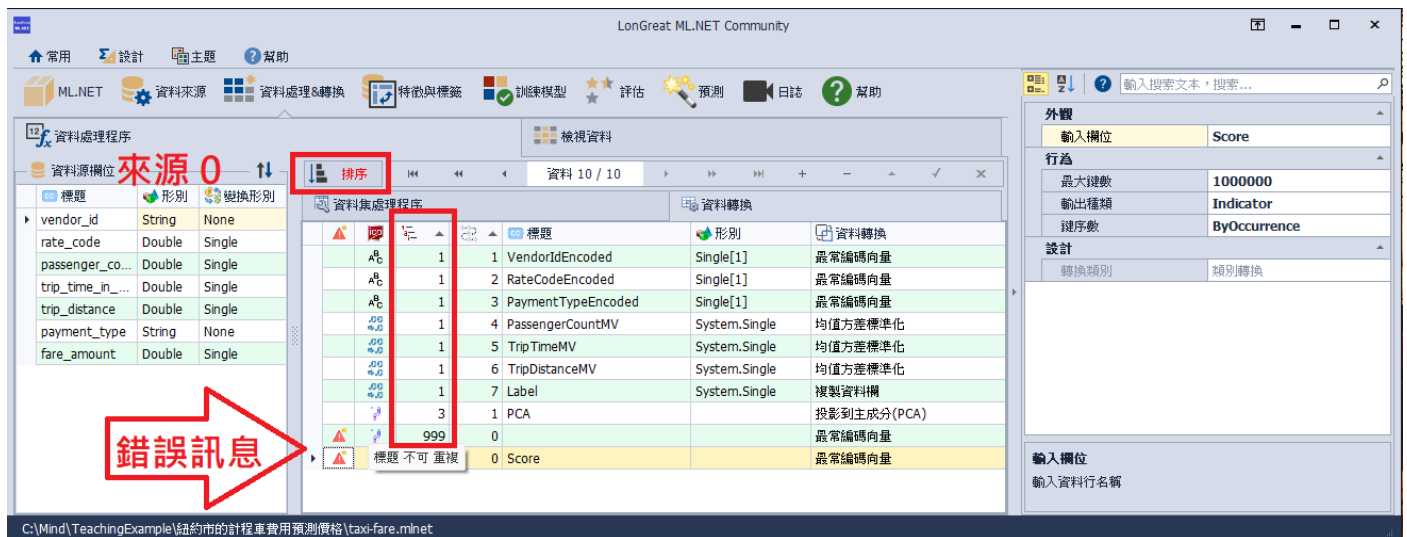 LonGreat ML.NET Community
常用 設計 主題 幫助
ML.NET 資料來源 資料處理&轉換 特徵與標籤 訓練模型 評估 預測 日誌 幫助
輸入搜索文本，搜索...
資料處理程序 檢視資料
資料源欄位 來源 0
排序 資料 10 / 10
標題 形別 變換形別
vendor_id String None
rate_code Double Single
passenger_co... Double Single
trip_time_in_... Double Single
trip_distance Double Single
payment_type String None
fare_amount Double Single
資料集處理程序 資料轉換
標題 形別 資料轉換
1 1 VendorIdEncoded Single[1] 最常編碼向量
1 2 RateCodeEncoded Single[1] 最常編碼向量
1 3 PaymentTypeEncoded Single[1] 最常編碼向量
1 4 PassengerCountMV System.Single 均值方差標準化
1 5 TripTimeMV System.Single 均值方差標準化
1 6 TripDistanceMV System.Single 均值方差標準化
1 7 Label System.Single 複製資料欄
3 1 PCA 投影到主成分(PCA)
999 0 最常編碼向量
標題 不可 重複 0 Score 最常編碼向量
錯誤訊息
外觀
輸入欄位 Score
行為
最大鍵數 1000000
輸出種類 Indicator
鍵序數 ByOccurrence
設計
轉換類別 類別轉換
輸入欄位
輸入資料行名稱
C:\Mind\TeachingExample\紐約市的計程車費用預測價格\taxi-fare.mlnet